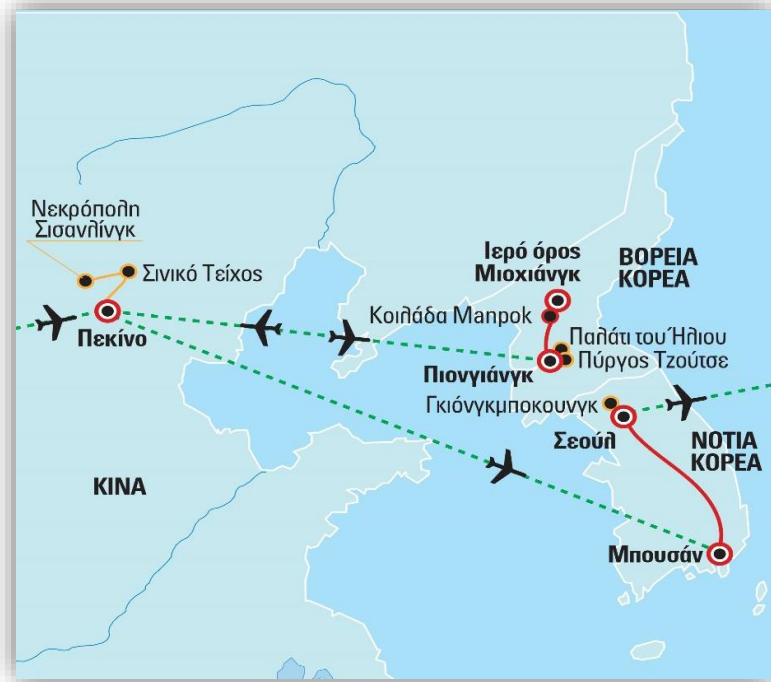 Νεκρόπολη
Σισανλίνγκ
Σινικό Τείχος
Πεκίνο
Ιερό όρος
Μιοχιάνγκ
ΒΟΡΕΙΑ
ΚΟΡΕΑ
Κοιλάδα Μanpok
Παλάτι του Ήλιου
Πύργος Τζούτσε
Πιονγιάνγκ
Γκιόνγκμποκουνγκ
Σεούλ
ΝΟΤΙΑ
ΚΟΡΕΑ
ΚΙΝΑ
Μπουσάν